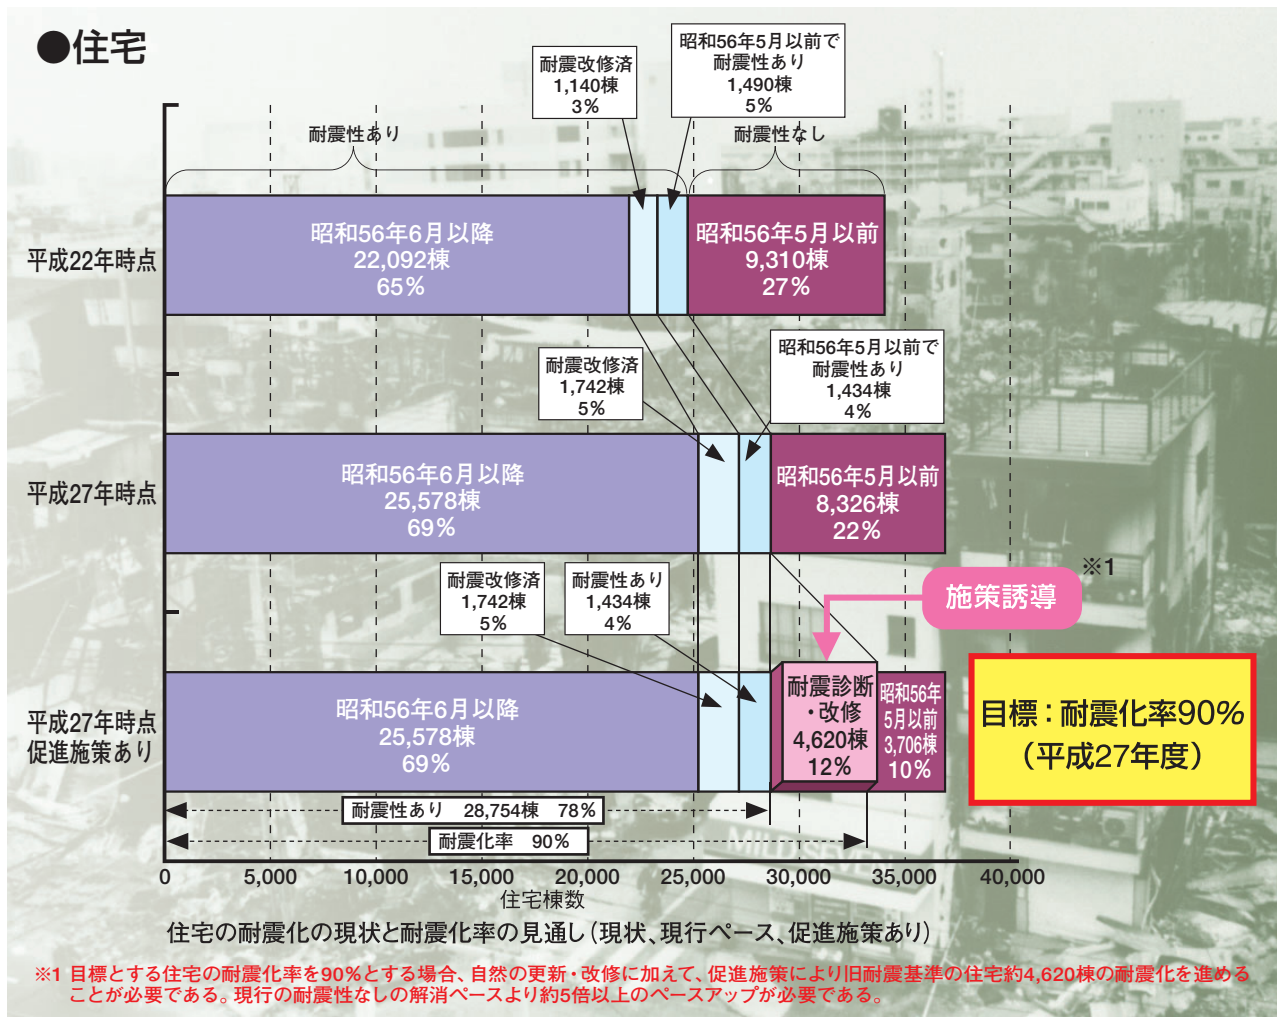 ●住宅
耐震改修済
1,140棟
3%
昭和56年5月以前で
耐震性あり
1,490棟
5%
耐震性あり
耐震性なし
平成22年時点
昭和56年6月以降
22,092棟
65%
昭和56年5月以前
9,310棟
27%
耐震改修済
1,742棟
5%
昭和56年5月以前で
耐震性あり
1,434棟
4%
平成27年時点
昭和56年6月以降
25,578棟
69%
昭和56年5月以前
8,326棟
22%
耐震改修済
1,742棟
5%
耐震性あり
1,434棟
4%
施策誘導
※1
平成27年時点
促進施策あり
昭和56年6月以降
25,578棟
69%
耐震診断
・改修
4,620棟
12%
昭和56年
5月以前
3,706棟
10%
目標：耐震化率90%
（平成27年度）
耐震性あり 28,754棟 78%
耐震化率 90%
0 5,000 10,000 15,000 20,000 25,000 30,000 35,000 40,000
住宅棟数
住宅の耐震化の現状と耐震化率の見通し（現状、現行ペース、促進施策あり）
※1 目標とする住宅の耐震化率を90%とする場合、自然の更新・改修に加えて、促進施策により旧耐震基準の住宅約4,620棟の耐震化を進める
ことが必要である。現行の耐震性なしの解消ペースより約5倍以上のペースアップが必要である。